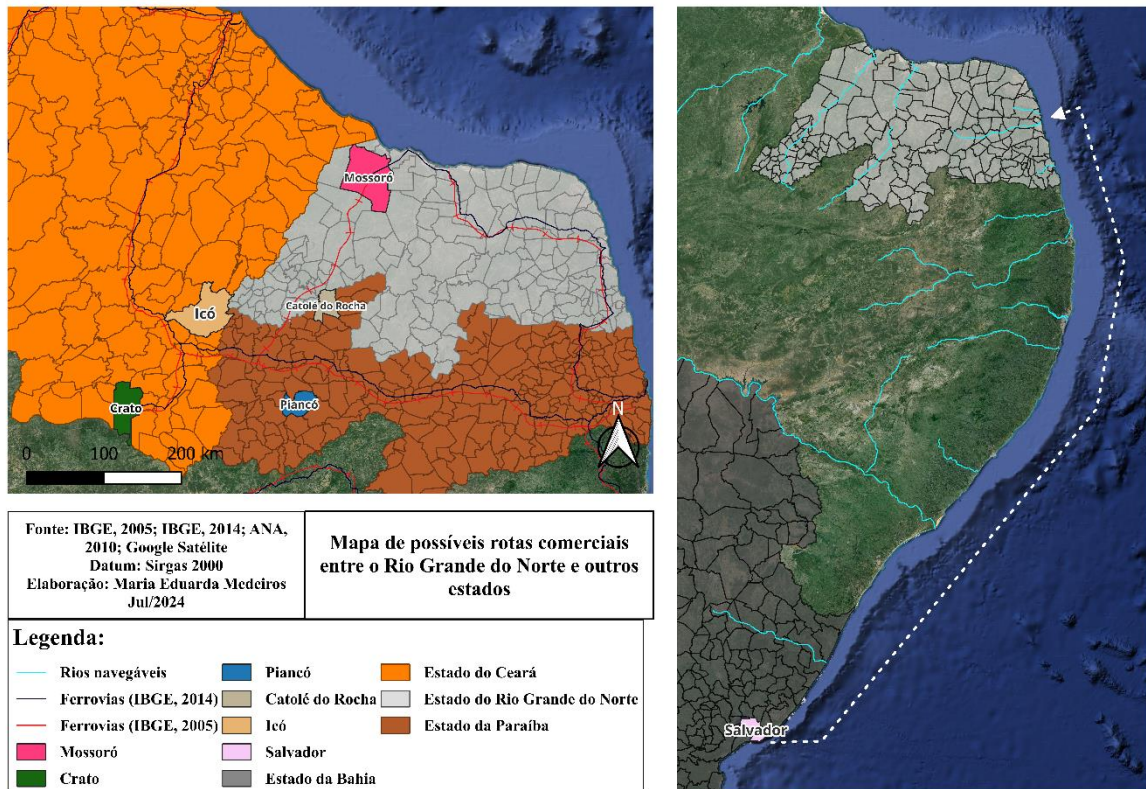 Mossoró
Icó
Catolé do Rocha
Crato
Piancó
N
0 100 200 km
Salvador
Fonte: IBGE, 2005; IBGE, 2014; ANA,
2010; Google Satélite
Datum: Sirgas 2000
Elaboração: Maria Eduarda Medeiros
Jul/2024
Mapa de possíveis rotas comerciais
entre o Rio Grande do Norte e outros
estados
Legenda:
Rios navegáveis
Ferrovias (IBGE, 2014)
Ferrovias (IBGE, 2005)
Mossoró
Crato
Piancó
Catolé do Rocha
Icó
Salvador
Estado da Bahia
Estado do Ceará
Estado do Rio Grande do Norte
Estado da Paraíba